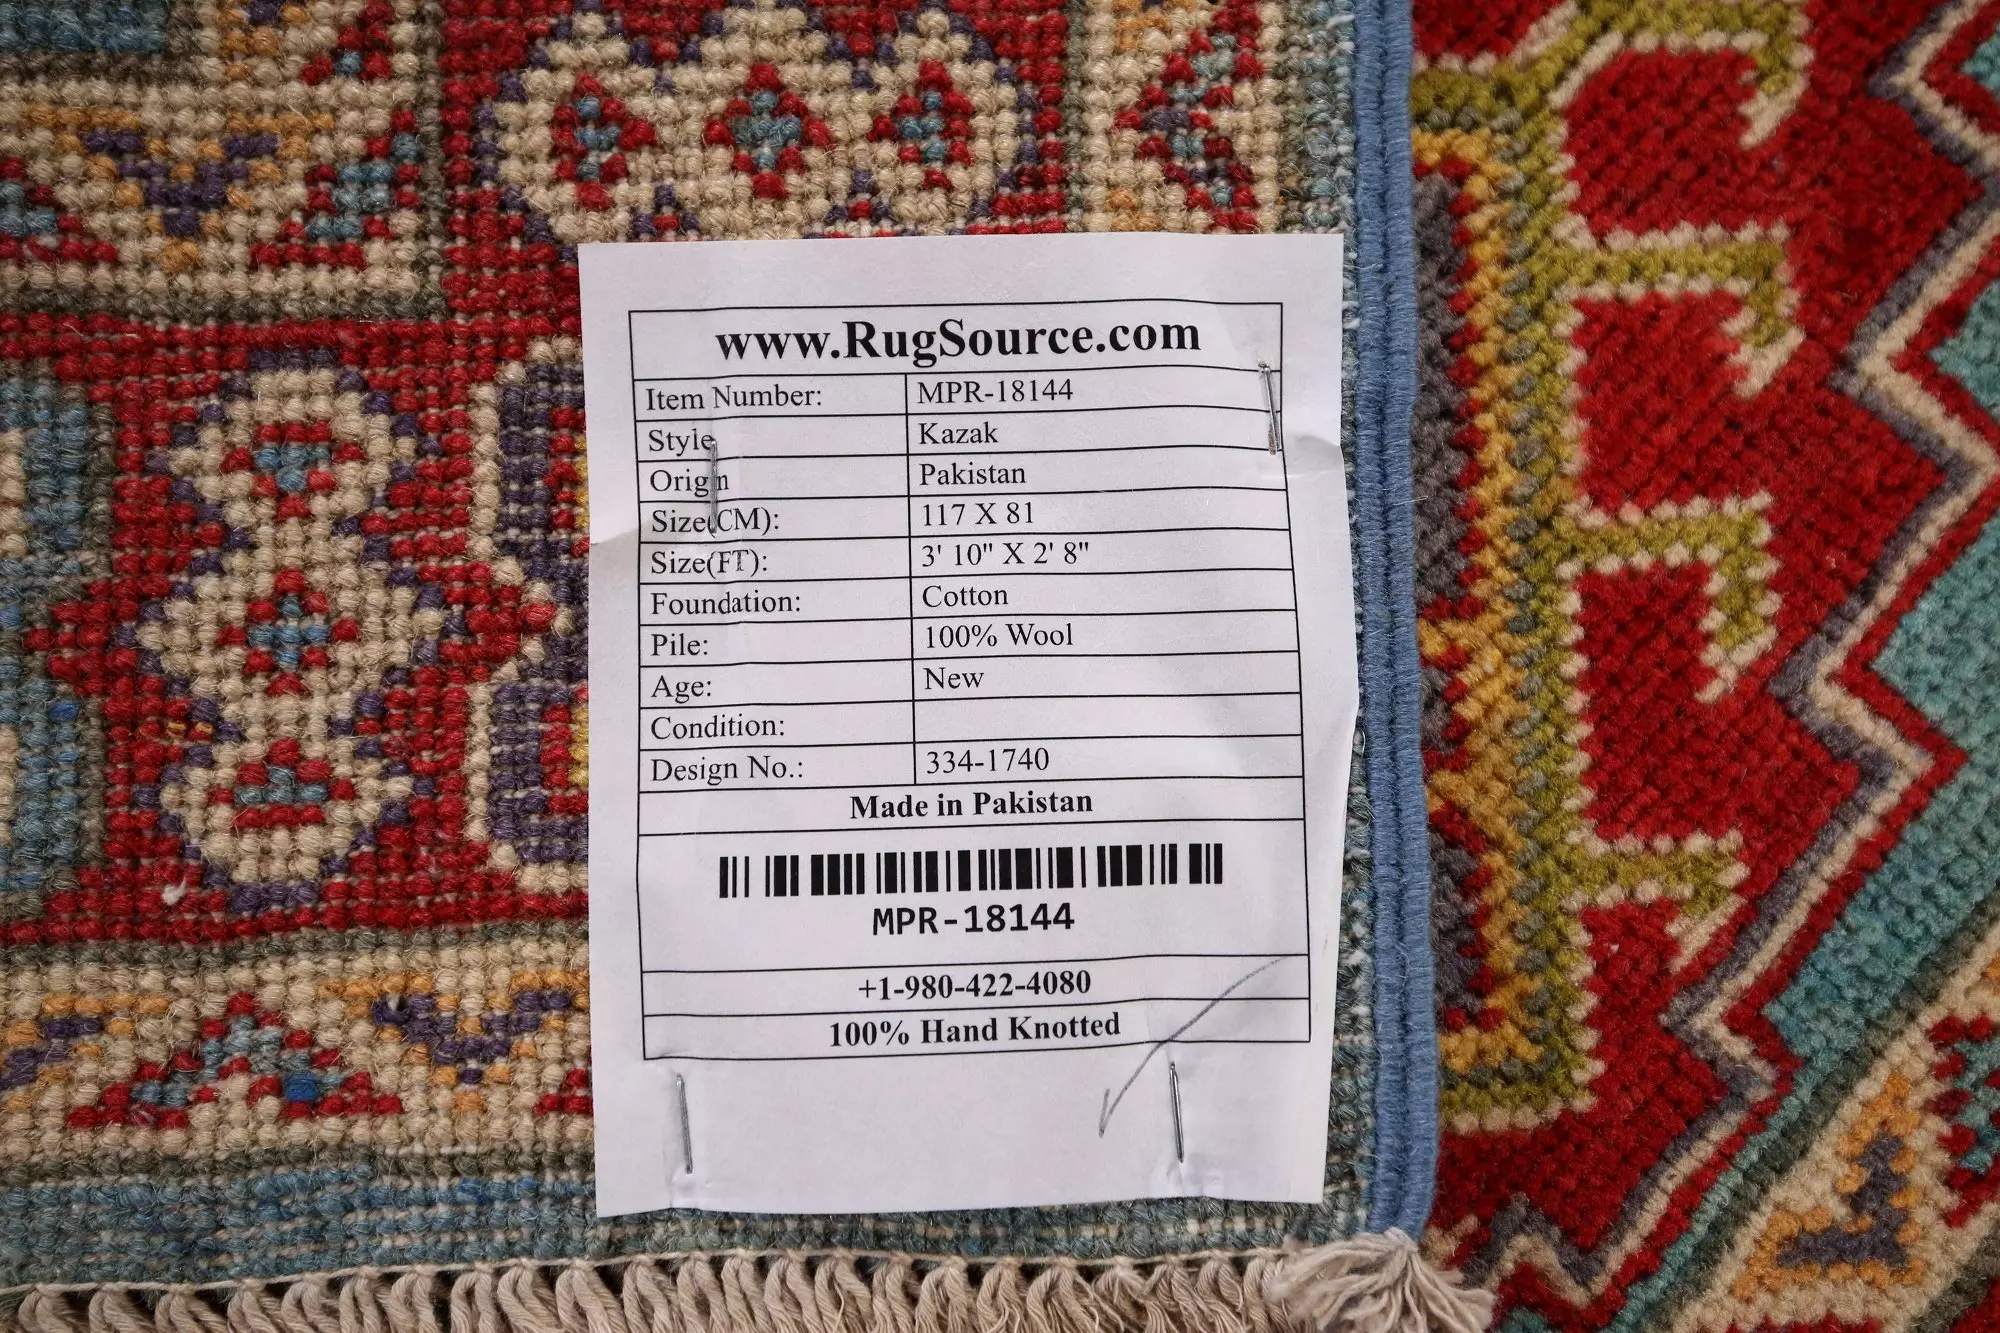 www.RugSource.com
Item Number: MPR-18144
Style Kazak
Origin Pakistan
Size(CM): 117 X 81
Size(FT): 3' 10" X 2' 8"
Foundation: Cotton
Pile: 100% Wool
Age: New
Condition:
Design No.: 334-1740
Made in Pakistan
MPR-18144
+1-980-422-4080
100% Hand Knotted